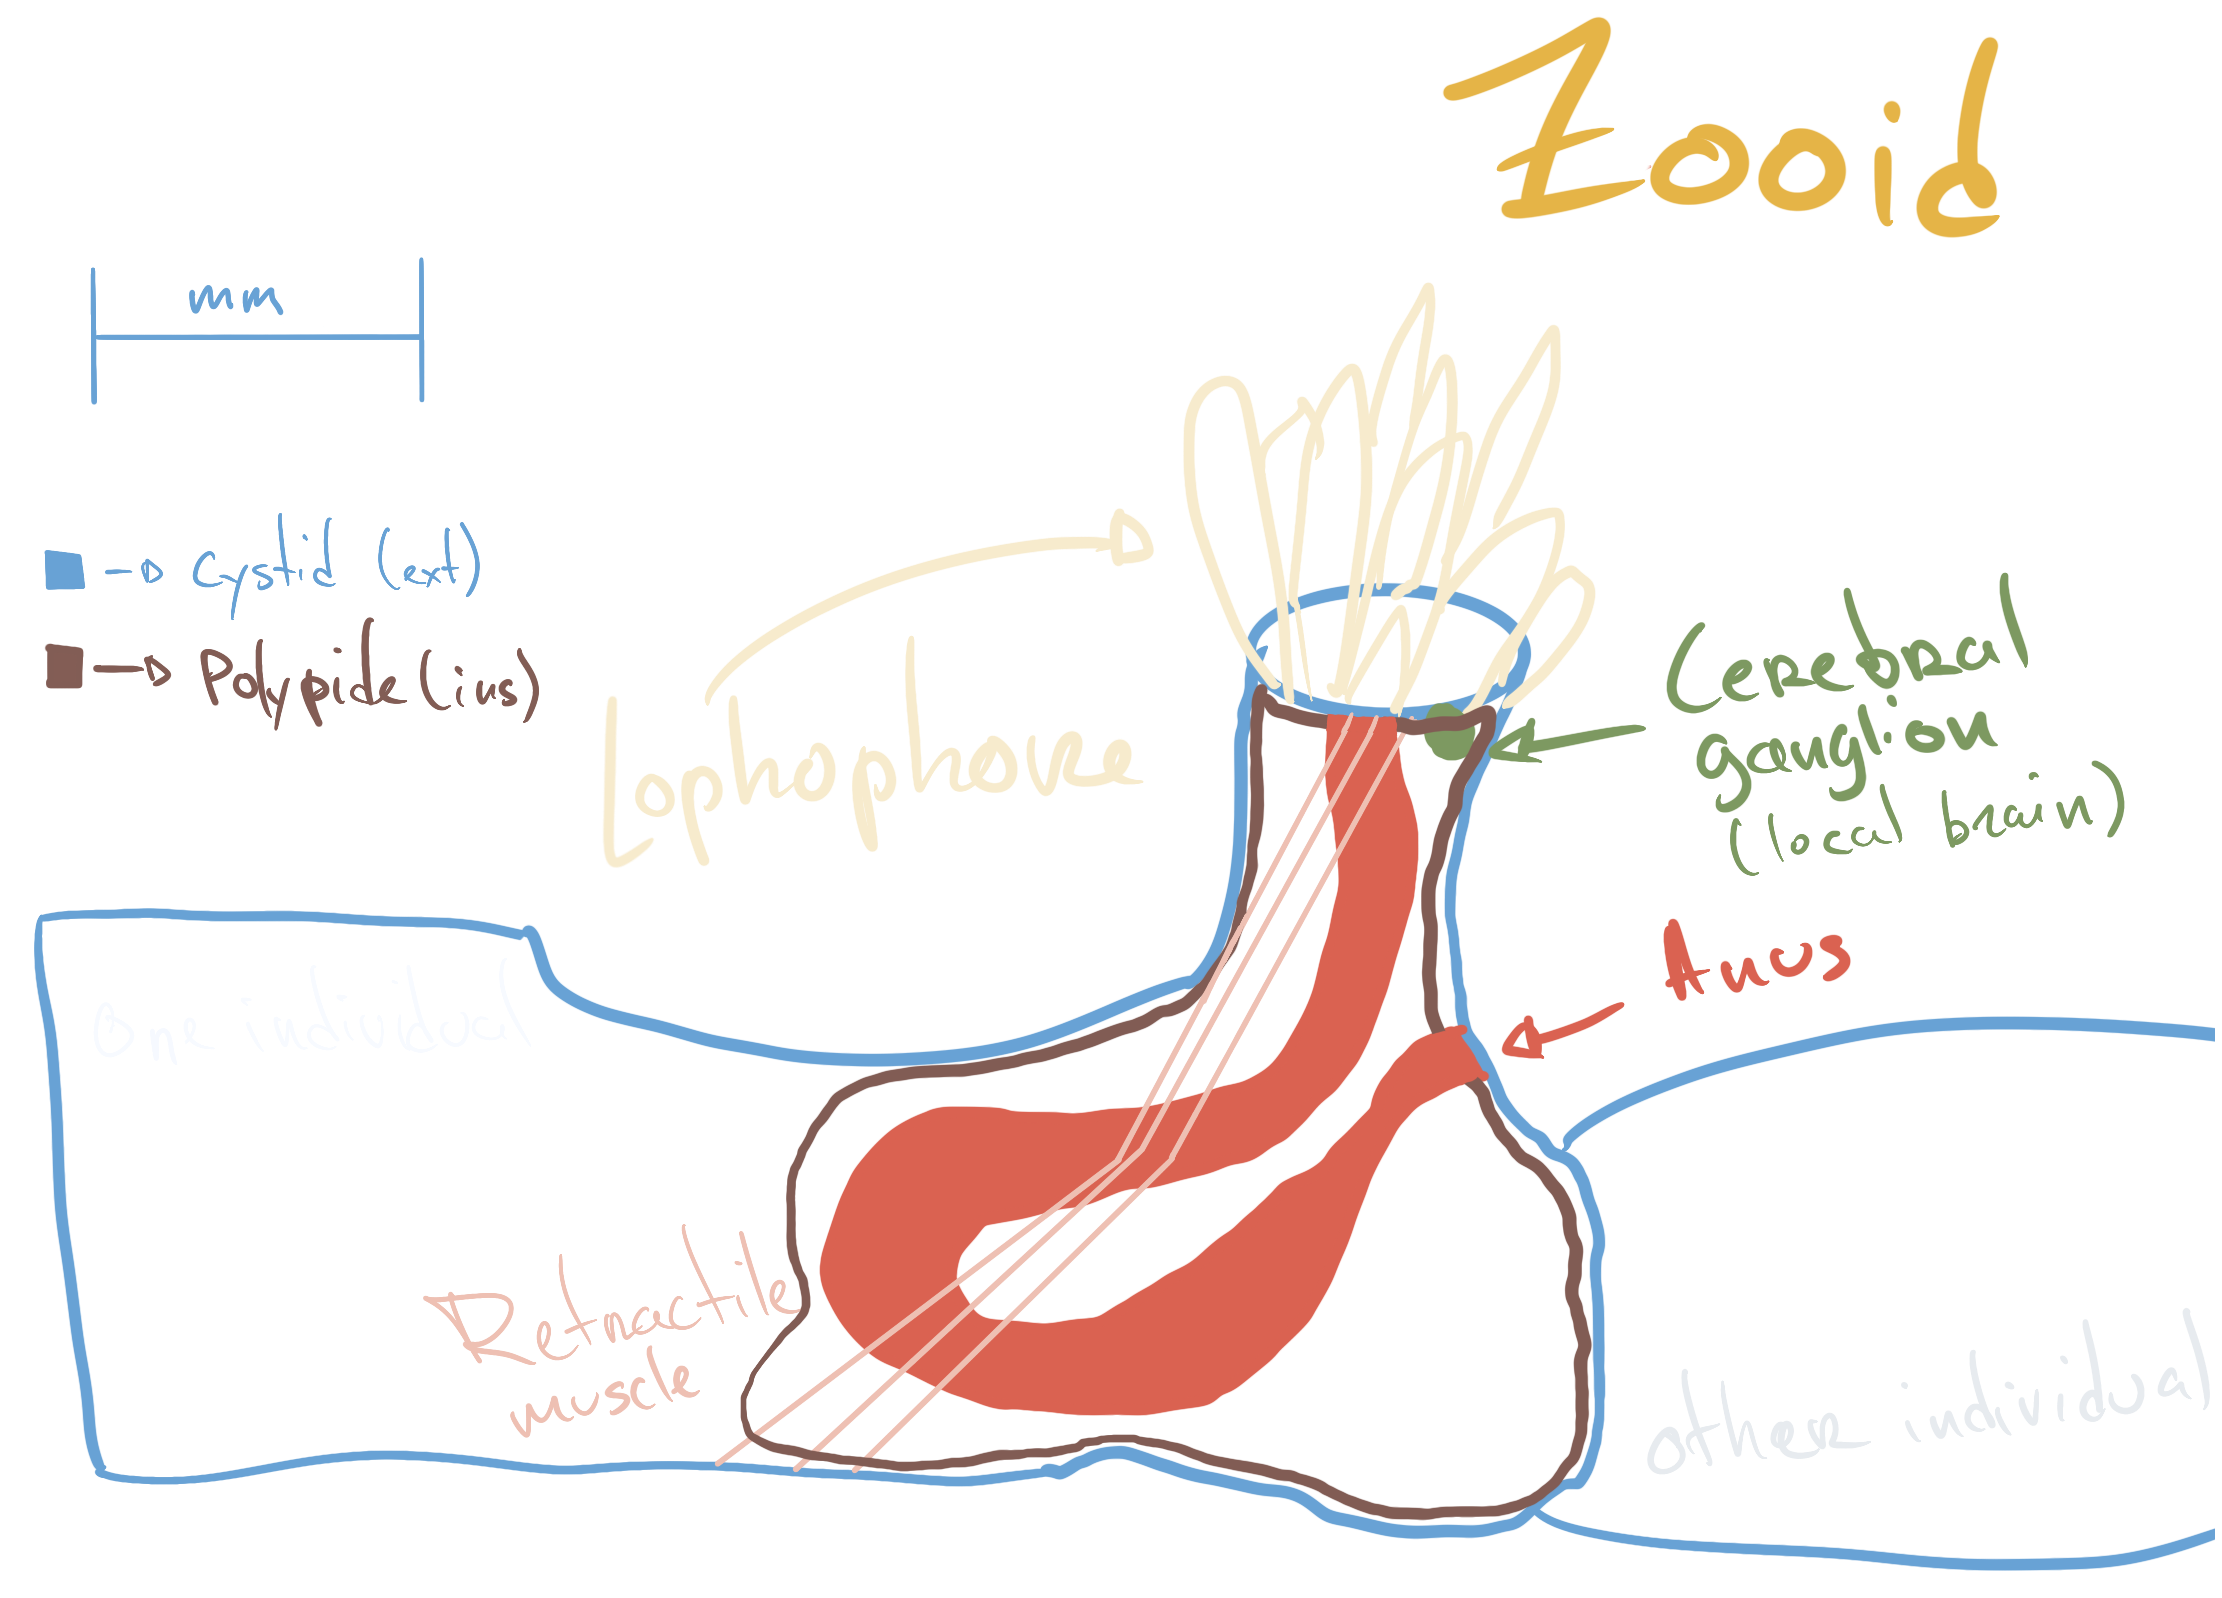 Zooid
mm
Cystid (ext)
Polypide (ins)
Lophophore
Cerebral
ganglion
(local brain)
Anus
One individual
Retractile
muscle
other individual